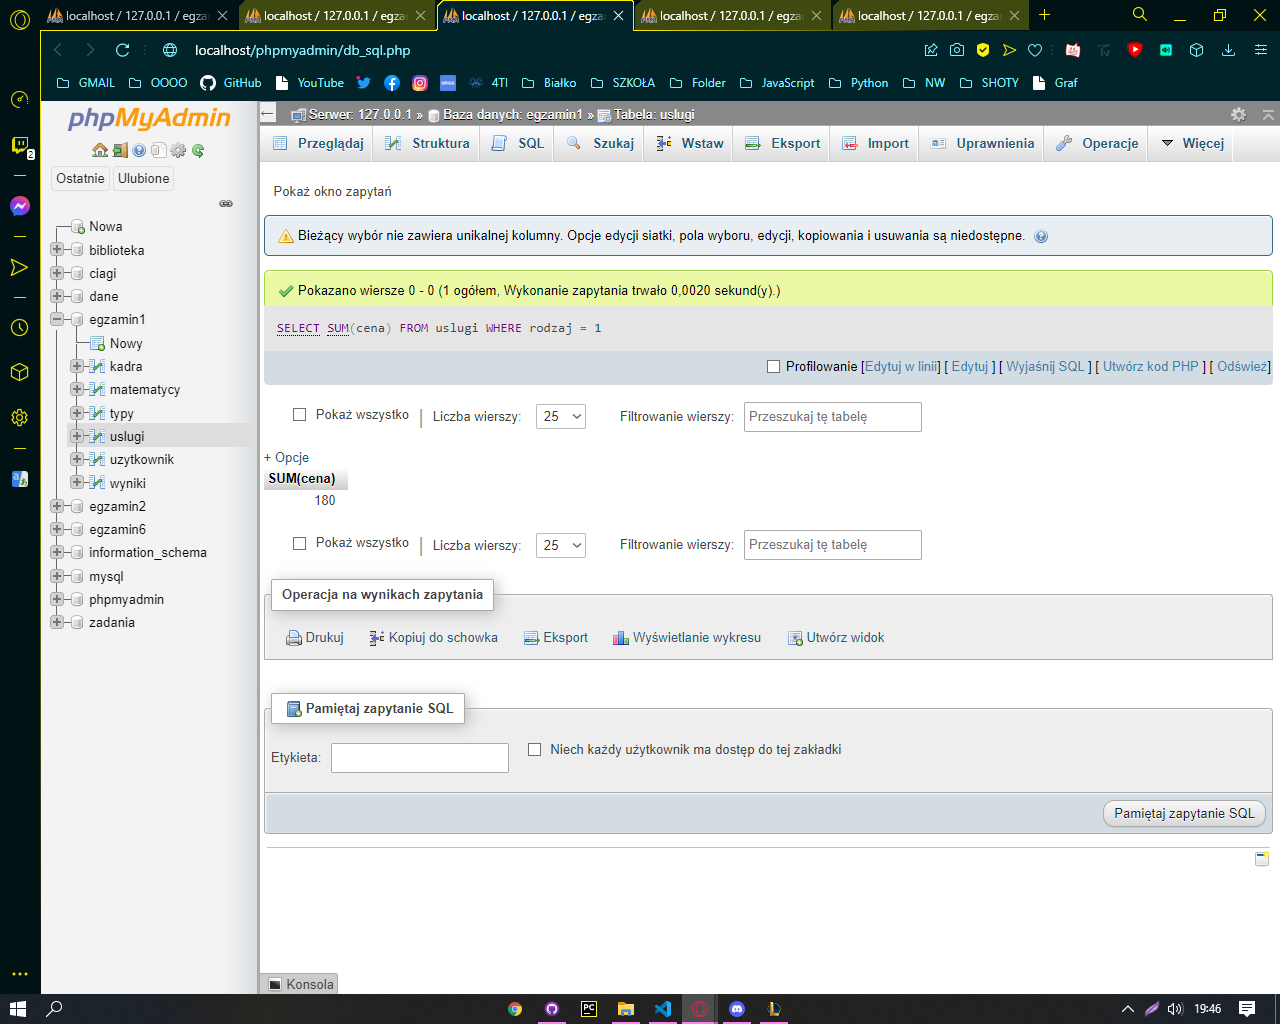 localhost / 127.0.0.1 / egza
localhost / 127.0.0.1 / egza
localhost / 127.0.0.1 / egza
localhost / 127.0.0.1 / egza
localhost / 127.0.0.1 / egza
localhost/phpmyadmin/db_sql.php
GMAIL OOOO GitHub YouTube 4TI Białko SZKOŁA Folder JavaScript Python NW SHOTY Graf
2
phpMyAdmin
Ostatnie Ulubione
Nowa
biblioteka
ciagi
dane
egzamin1
Nowy
kadra
matematycy
typy
uslugi
uzytkownik
wyniki
egzamin2
egzamin6
information_schema
mysql
phpmyadmin
zadania
Serwer: 127.0.0.1 » Baza danych: egzamin1 » Tabela: uslugi
Przeglądaj Struktura SQL Szukaj Wstaw Eksport Import Uprawnienia Operacje Więcej
Pokaż okno zapytań
Bieżący wybór nie zawiera unikalnej kolumny. Opcje edycji siatki, pola wyboru, edycji, kopiowania i usuwania są niedostępne.
Pokazano wiersze 0 - 0 (1 ogółem, Wykonanie zapytania trwało 0,0020 sekund(y).)
SELECT SUM(cena) FROM uslugi WHERE rodzaj = 1
Profilowanie [Edytuj w linii] [ Edytuj ] [ Wyjaśnij SQL ] [ Utwórz kod PHP ] [ Odśwież]
Pokaż wszystko | Liczba wierszy: 25 Filtrowanie wierszy: Przeszukaj tę tabelę
+ Opcje
SUM(cena)
180
Pokaż wszystko | Liczba wierszy: 25 Filtrowanie wierszy: Przeszukaj tę tabelę
Operacja na wynikach zapytania
Drukuj Kopiuj do schowka Eksport Wyświetlanie wykresu Utwórz widok
Pamiętaj zapytanie SQL
Etykieta: Niech każdy użytkownik ma dostęp do tej zakładki
Pamiętaj zapytanie SQL
Konsola
PC
19:46